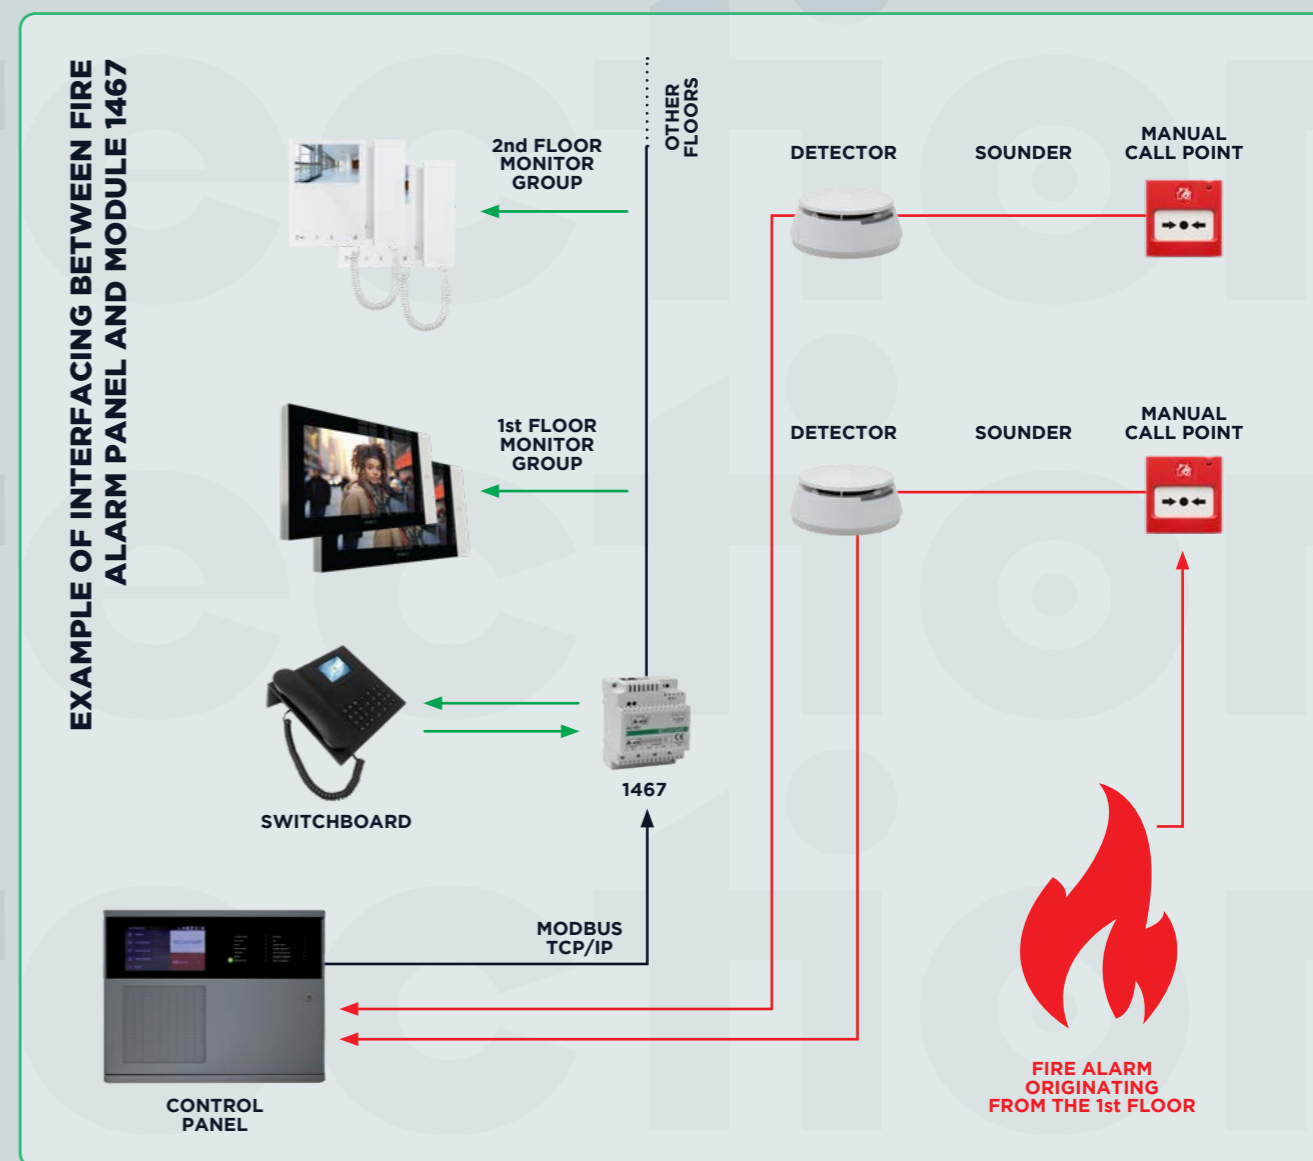 EXAMPLE OF INTERFACING BETWEEN FIRE
ALARM PANEL AND MODULE 1467
OTHER
FLOORS
2nd FLOOR
MONITOR
GROUP
DETECTOR
SOUNDER
MANUAL
CALL POINT
1st FLOOR
MONITOR
GROUP
DETECTOR
SOUNDER
MANUAL
CALL POINT
SWITCHBOARD
1467
MODBUS
TCP/IP
CONTROL
PANEL
FIRE ALARM
ORIGINATING
FROM THE 1st FLOOR